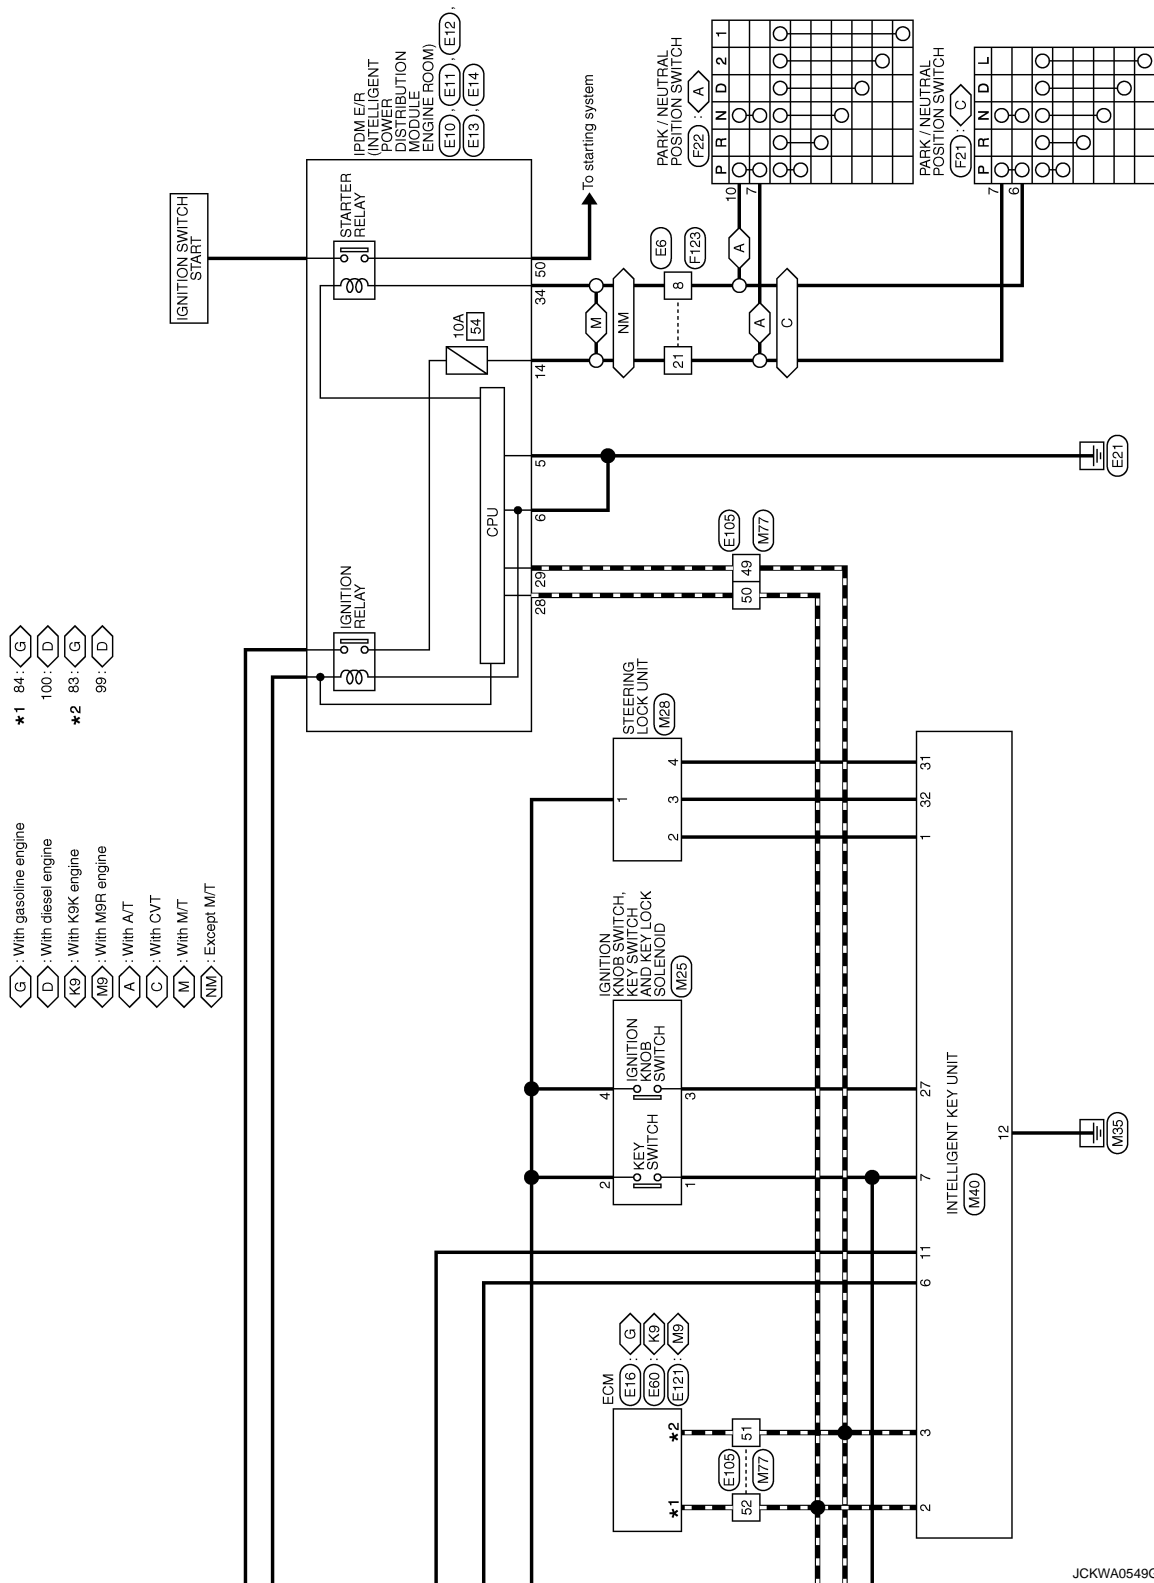 IGNITION SWITCH
START
IPDM E/R
(INTELLIGENT
POWER
DISTRIBUTION
MODULE
ENGINE ROOM)
E10 , E11 , E12 ,
E13 , E14
STARTER
RELAY
10A
54
CPU
IGNITION
RELAY
50
34
14
5
6
29
28
To starting system
M
NM
E6
F123
8
21
A
A
C
PARK / NEUTRAL
POSITION SWITCH
F22 : A
P R N D 2 1
10
7
PARK / NEUTRAL
POSITION SWITCH
F21 : C
P R N D L
7
6
E21
E105
M77
49
50
*1 84 : G
100 : D
*2 83 : G
99 : D
G : With gasoline engine
D : With diesel engine
K9 : With K9K engine
M9 : With M9R engine
A : With A/T
C : With CVT
M : With M/T
NM : Except M/T
STEERING
LOCK UNIT
M28
1
2 3 4
IGNITION
KNOB SWITCH,
KEY SWITCH
AND KEY LOCK
SOLENOID
M25
IGNITION
KNOB
SWITCH
KEY
SWITCH
2 4
1 3
ECM
E16 : G
E60 : K9
E121 : M9
*1 *2
E105
M77
52 51
2 3 6 11 7 27 1 32 31
INTELLIGENT KEY UNIT
M40
12
M35
JCKWA0549G